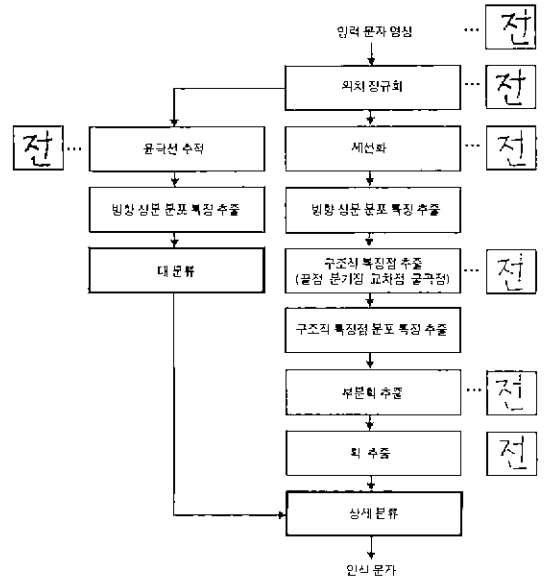 입력 문자 영상
... 전
위치 정규화
... 전
전 ...
윤곽선 추적
세선화
... 전
방향 성분 분포 특징 추출
방향 성분 분포 특징 추출
대 분류
구조적 특징점 추출
(끝점 분기점 교차점 굴곡점)
... 전
구조적 특징점 분포 특징 추출
부분획 추출
... 전
획 추출
전
상세 분류
인식 문자